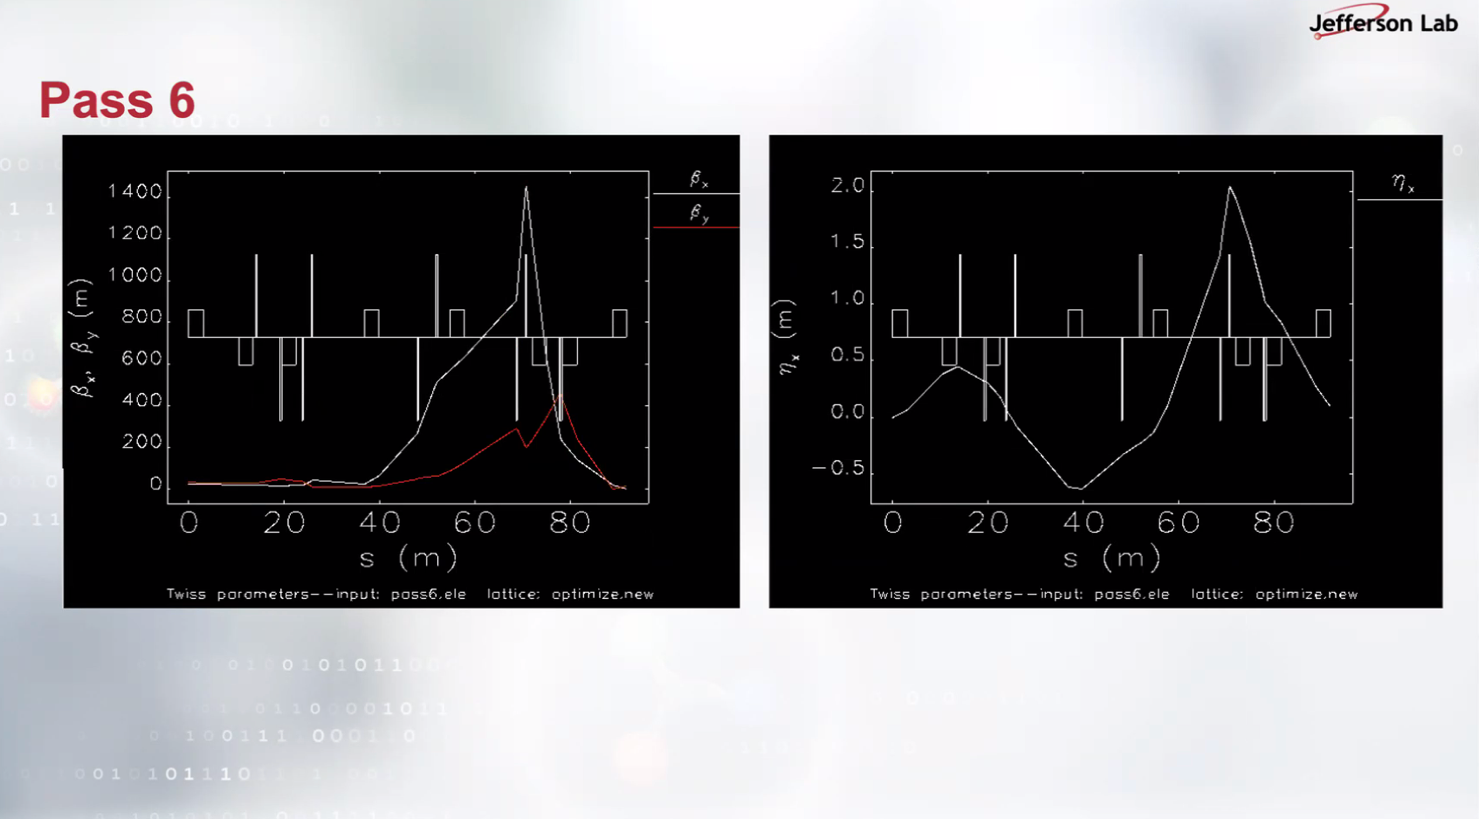 Jefferson Lab
Pass 6
1400
1200
1000
800
600
400
200
0
βx, βy (m)
0 20 40 60 80
s (m)
βx
βy
Twiss parameters--input: pass6.ele lattice: optimize.new
2.0
1.5
1.0
0.5
0.0
−0.5
ηx (m)
0 20 40 60 80
s (m)
ηx
Twiss parameters--input: pass6.ele lattice: optimize.new